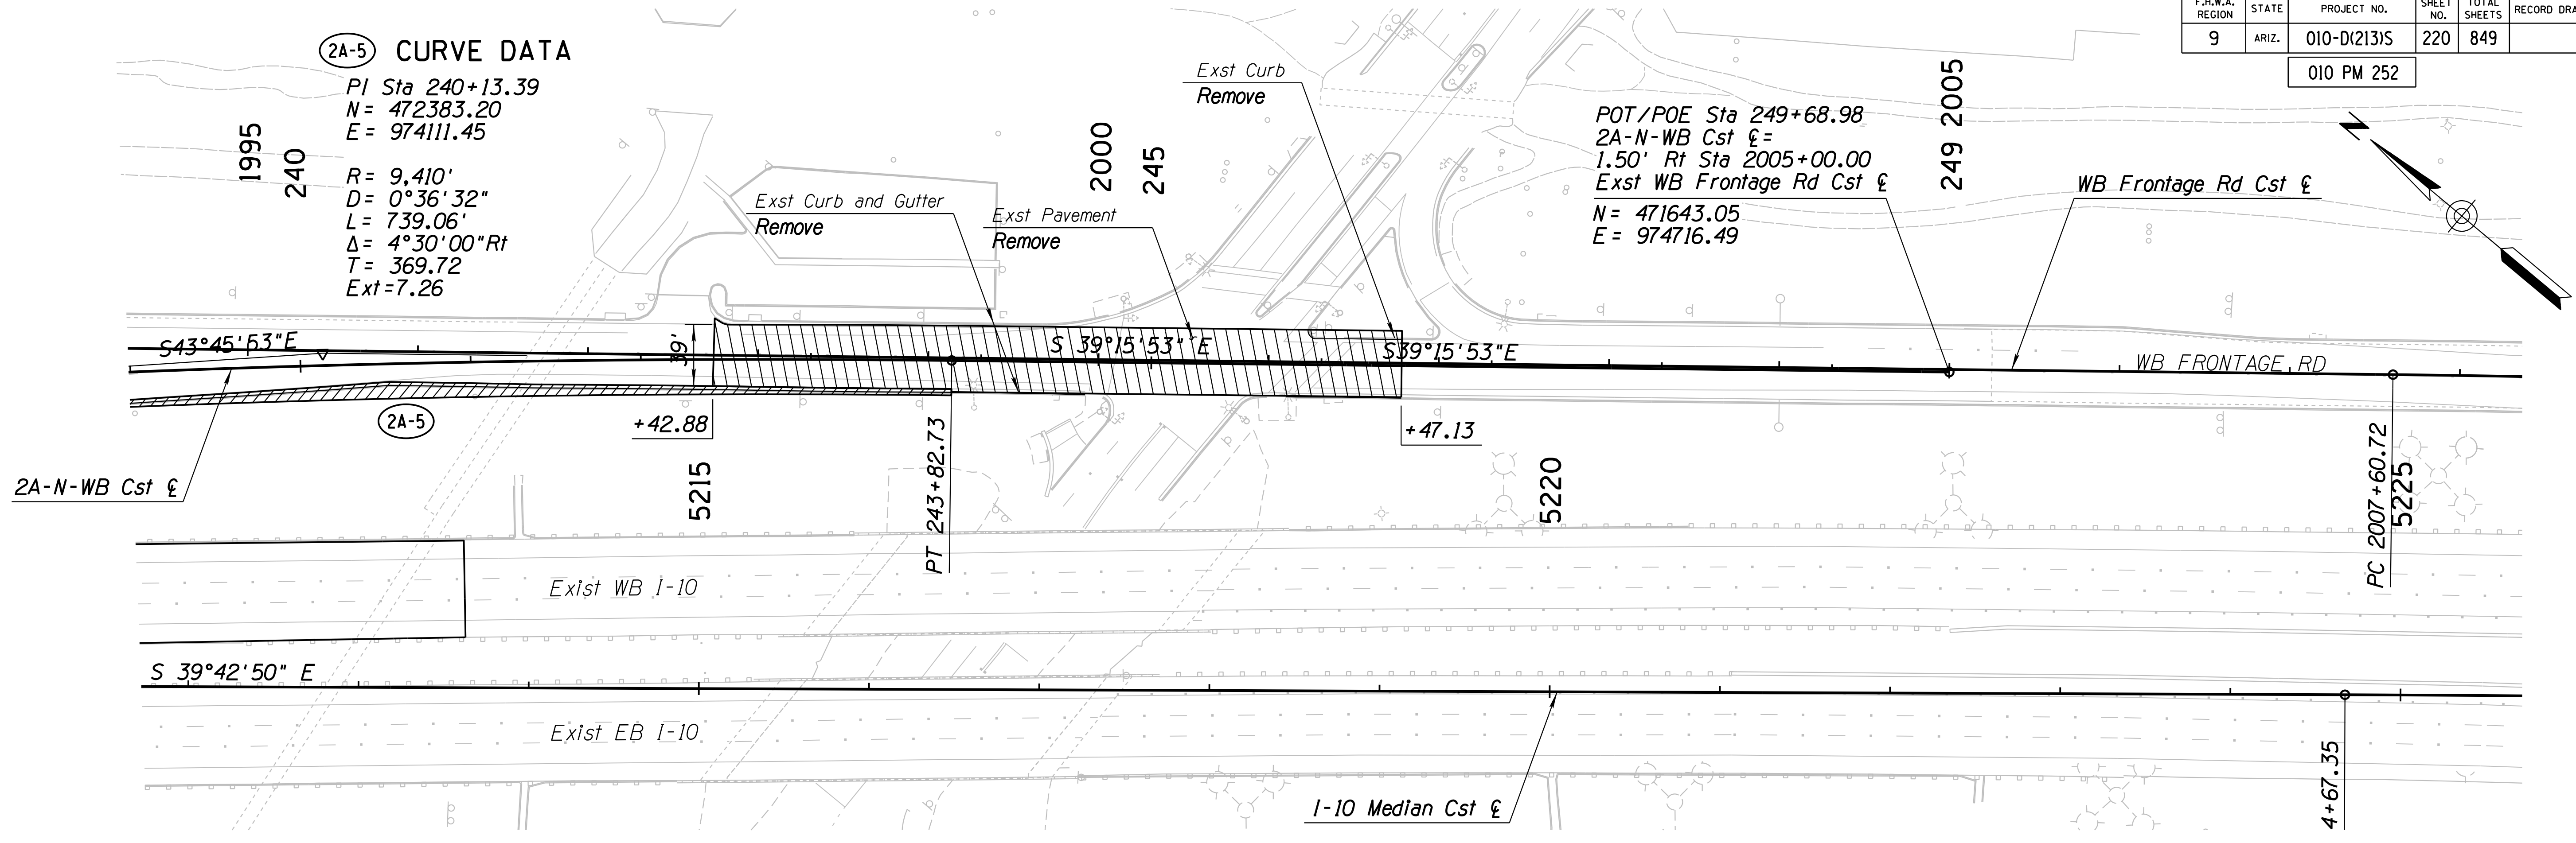 F.H.W.A. REGION
STATE
PROJECT NO.
SHEET NO.
TOTAL SHEETS
RECORD DRA
9
ARIZ.
010-D(213)S
220
849
010 PM 252
2A-5 CURVE DATA
PI Sta 240+13.39
N= 472383.20
E= 974111.45
R= 9,410'
D= 0°36'32"
L= 739.06'
Δ= 4°30'00"Rt
T= 369.72
Ext=7.26
1995
240
2000
245
249 2005
Exst Curb
Remove
Exst Curb and Gutter
Remove
Exst Pavement
Remove
POT/POE Sta 249+68.98
2A-N-WB Cst ℄=
1.50' Rt Sta 2005+00.00
Exst WB Frontage Rd Cst ℄
N= 471643.05
E= 974716.49
WB Frontage Rd Cst ℄
S43°45'53"E
39'
S 39°15'53" E
S39°15'53"E
WB FRONTAGE RD
2A-5
+42.88
+47.13
2A-N-WB Cst ℄
5215
PT 243+82.73
5220
PC 2007+60.72
5225
Exist WB I-10
S 39°42'50" E
Exist EB I-10
I-10 Median Cst ℄
4+67.35